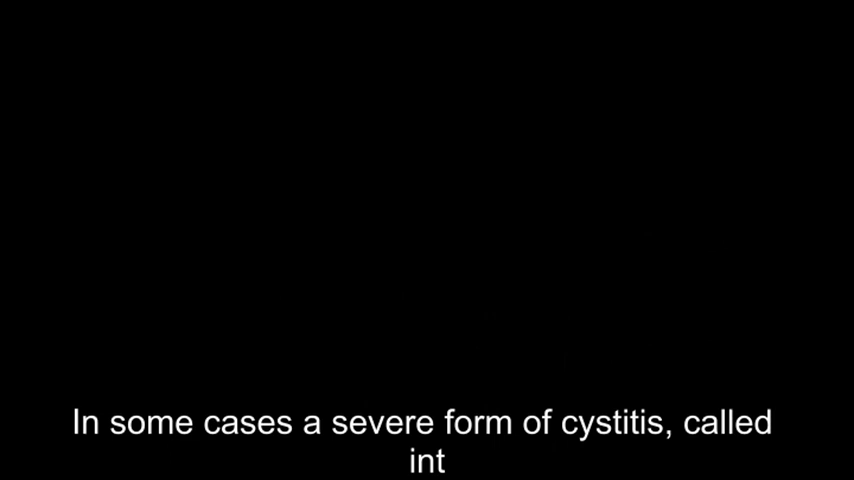 In some cases a severe form of cystitis, called
int